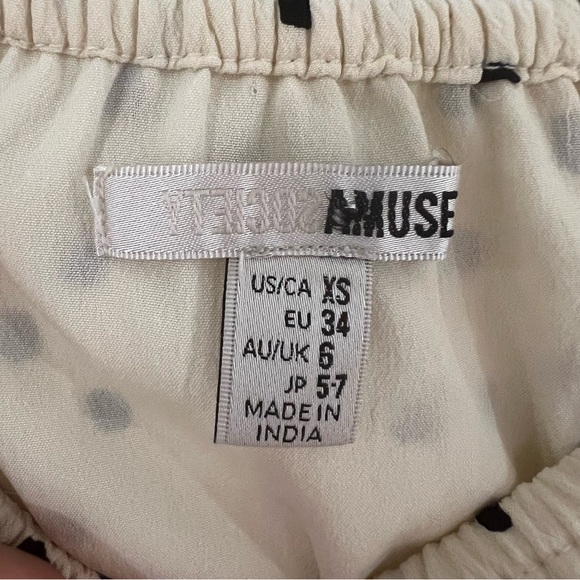 AMUSE
US/CA XS
EU 34
AU/UK 6
JP 5-7
MADE IN
INDIA